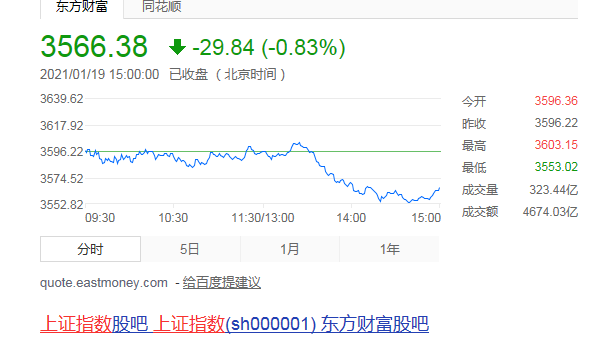 东方财富 同花顺
3566.38 -29.84 (-0.83%)
2021/01/19 15:00:00 已收盘 （ 北京时间 ）
3639.62
3617.92
3596.22
3574.52
3552.82
09:30 10:30 11:30/13:00 14:00 15:00
今开 3596.36
昨收 3596.22
最高 3603.15
最低 3553.02
成交量 323.44亿
成交额 4674.03亿
分时 5日 1月 1年
quote.eastmoney.com - 给百度提建议
上证指数股吧 上证指数(sh000001) 东方财富股吧